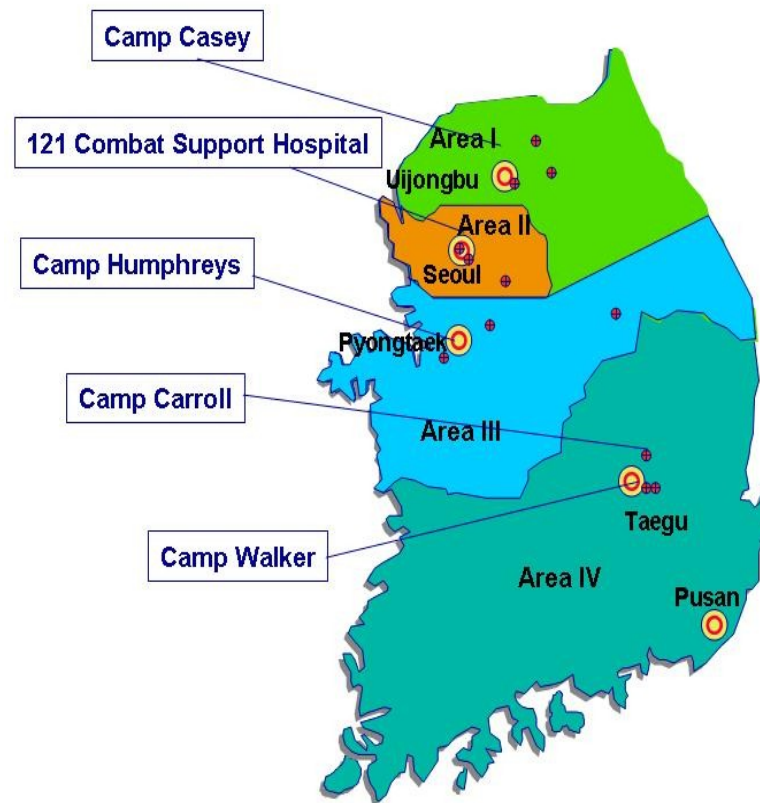 Camp Casey
Area I
121 Combat Support Hospital
Uijongbu
Area II
Camp Humphreys
Seoul
Pyongtaek
Camp Carroll
Area III
Camp Walker
Taegu
Area IV
Pusan